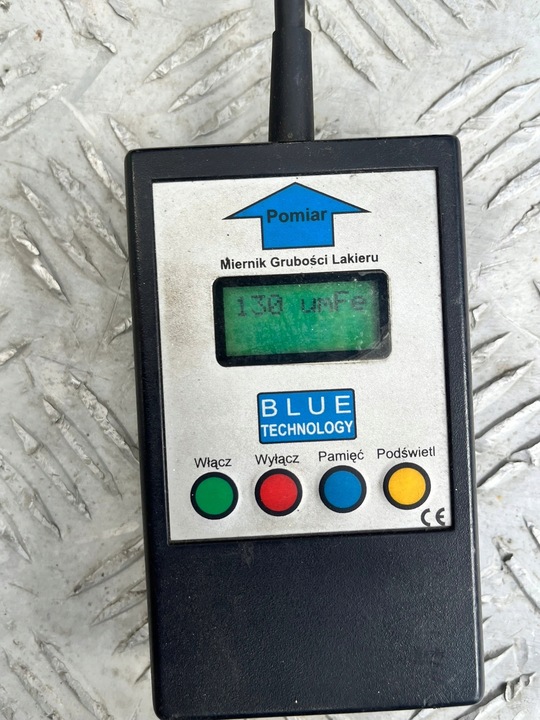 Pomiar
Miernik Grubości Lakieru
130 umFe
BLUE
TECHNOLOGY
Włącz Wyłącz Pamięć Podświetl
CE